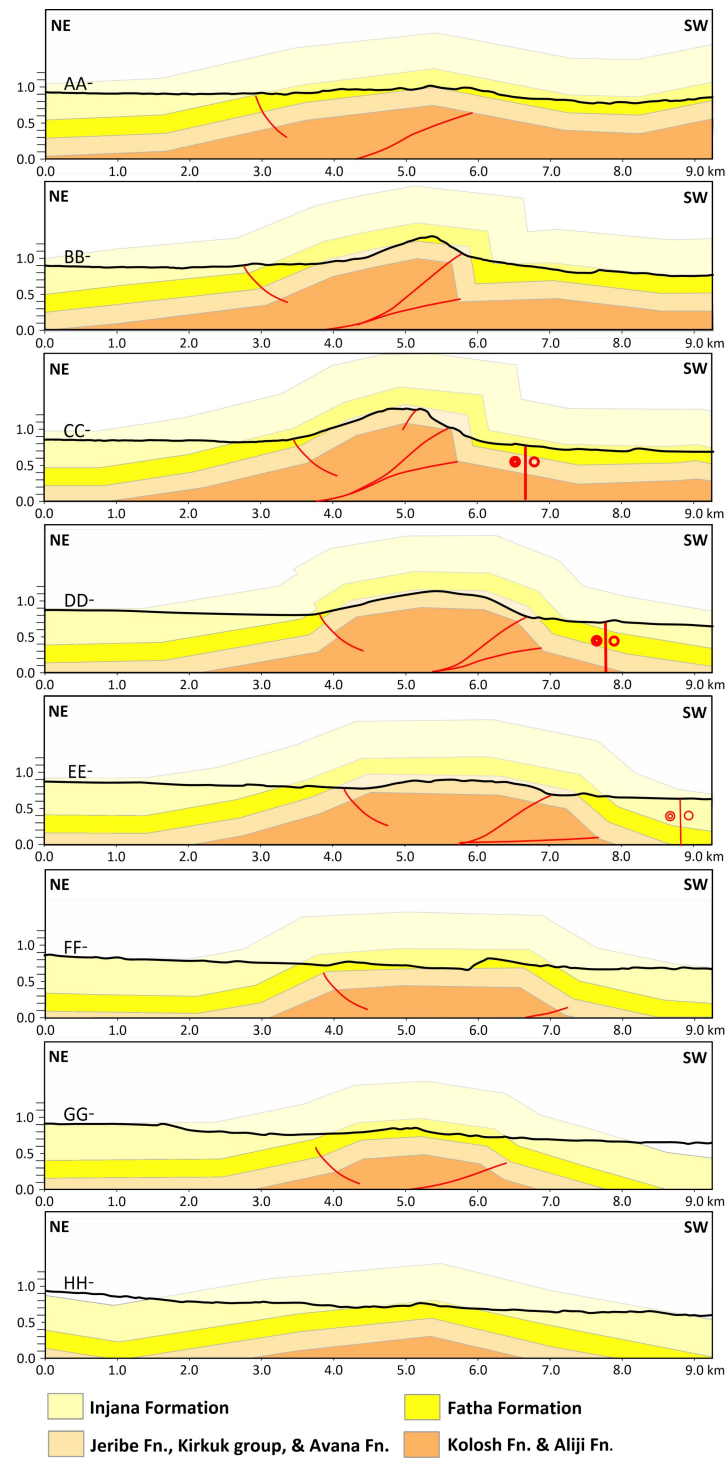 NE SW
AA-
1.0
0.5
0.0
0.0 1.0 2.0 3.0 4.0 5.0 6.0 7.0 8.0 9.0 km
NE SW
BB-
1.0
0.5
0.0
0.0 1.0 2.0 3.0 4.0 5.0 6.0 7.0 8.0 9.0 km
NE SW
CC-
1.0
0.5
0.0
0.0 1.0 2.0 3.0 4.0 5.0 6.0 7.0 8.0 9.0 km
NE SW
DD-
1.0
0.5
0.0
0.0 1.0 2.0 3.0 4.0 5.0 6.0 7.0 8.0 9.0 km
NE SW
EE-
1.0
0.5
0.0
0.0 1.0 2.0 3.0 4.0 5.0 6.0 7.0 8.0 9.0 km
NE SW
FF-
1.0
0.5
0.0
0.0 1.0 2.0 3.0 4.0 5.0 6.0 7.0 8.0 9.0 km
NE SW
GG-
1.0
0.5
0.0
0.0 1.0 2.0 3.0 4.0 5.0 6.0 7.0 8.0 9.0 km
NE SW
HH-
1.0
0.5
0.0
0.0 1.0 2.0 3.0 4.0 5.0 6.0 7.0 8.0 9.0 km
Injana Formation Fatha Formation
Jeribe Fn., Kirkuk group, & Avana Fn. Kolosh Fn. & Aliji Fn.